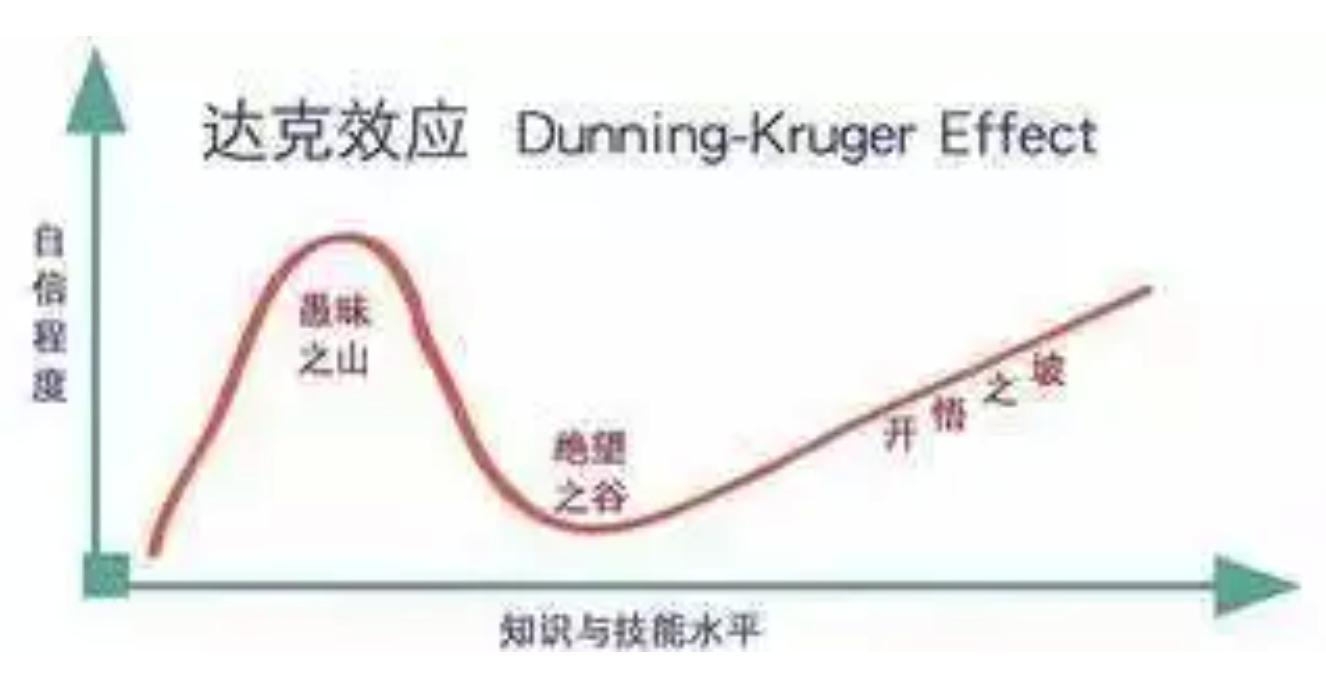 达克效应 Dunning-Kruger Effect
自信程度
愚昧
之山
绝望
之谷
开悟之坡
知识与技能水平